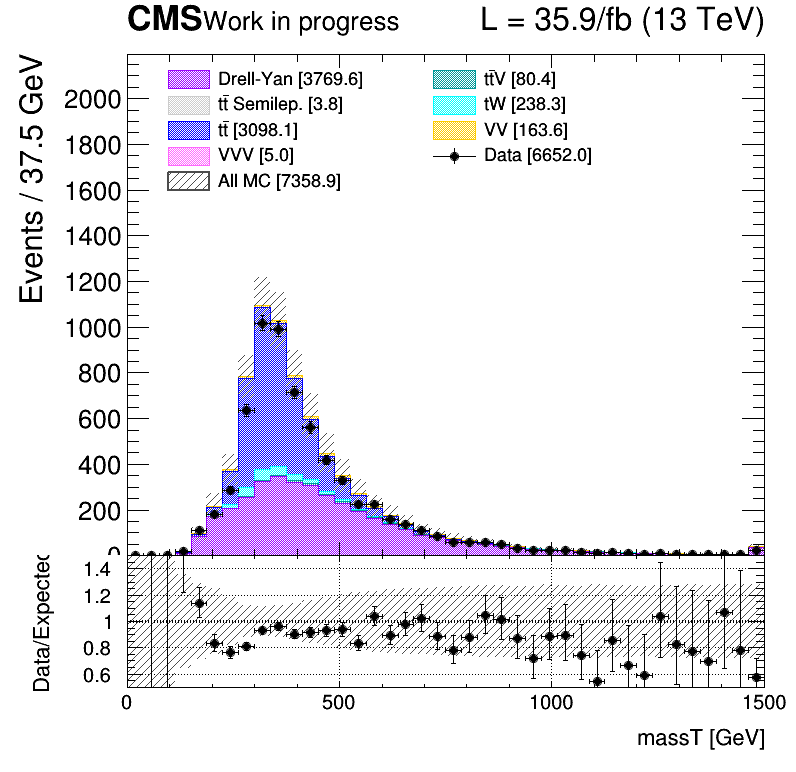 CMS Work in progress L = 35.9/fb (13 TeV)
Events / 37.5 GeV
2000
1800
1600
1400
1200
1000
800
600
400
200
0
Drell-Yan [3769.6]
tt̄ Semilep. [3.8]
tt̄ [3098.1]
VVV [5.0]
All MC [7358.9]
tt̄V [80.4]
tW [238.3]
VV [163.6]
Data [6652.0]
Data/Expected
1.4
1.2
1
0.8
0.6
0 500 1000 1500
massT [GeV]